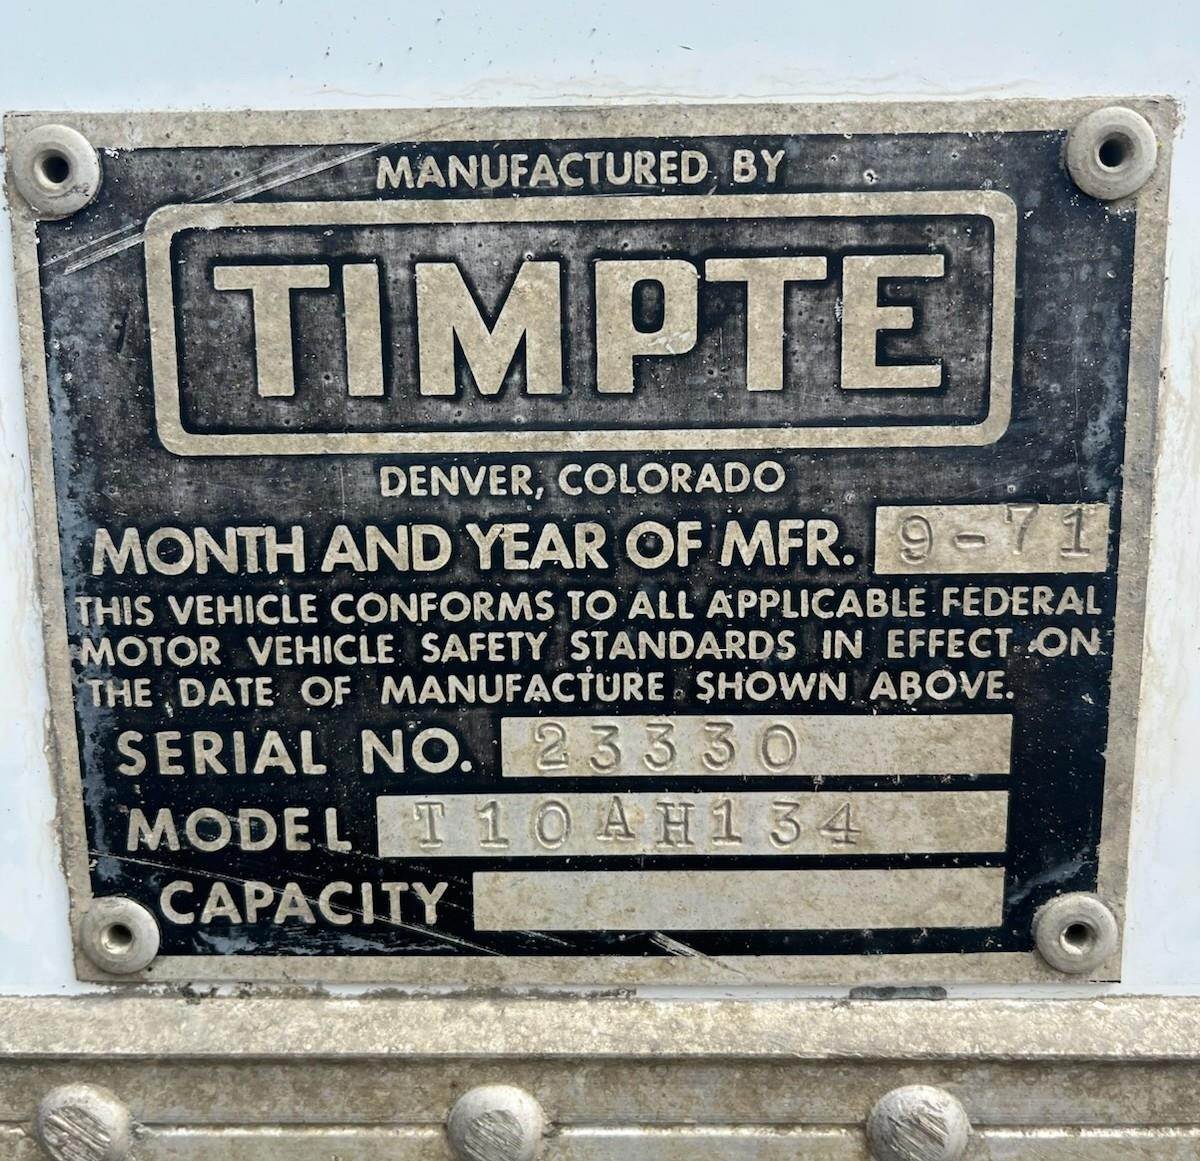 MANUFACTURED BY
TIMPTE
DENVER, COLORADO
MONTH AND YEAR OF MFR. 9-71
THIS VEHICLE CONFORMS TO ALL APPLICABLE FEDERAL
MOTOR VEHICLE SAFETY STANDARDS IN EFFECT ON
THE DATE OF MANUFACTURE SHOWN ABOVE.
SERIAL NO. 23330
MODEL T10AH134
CAPACITY